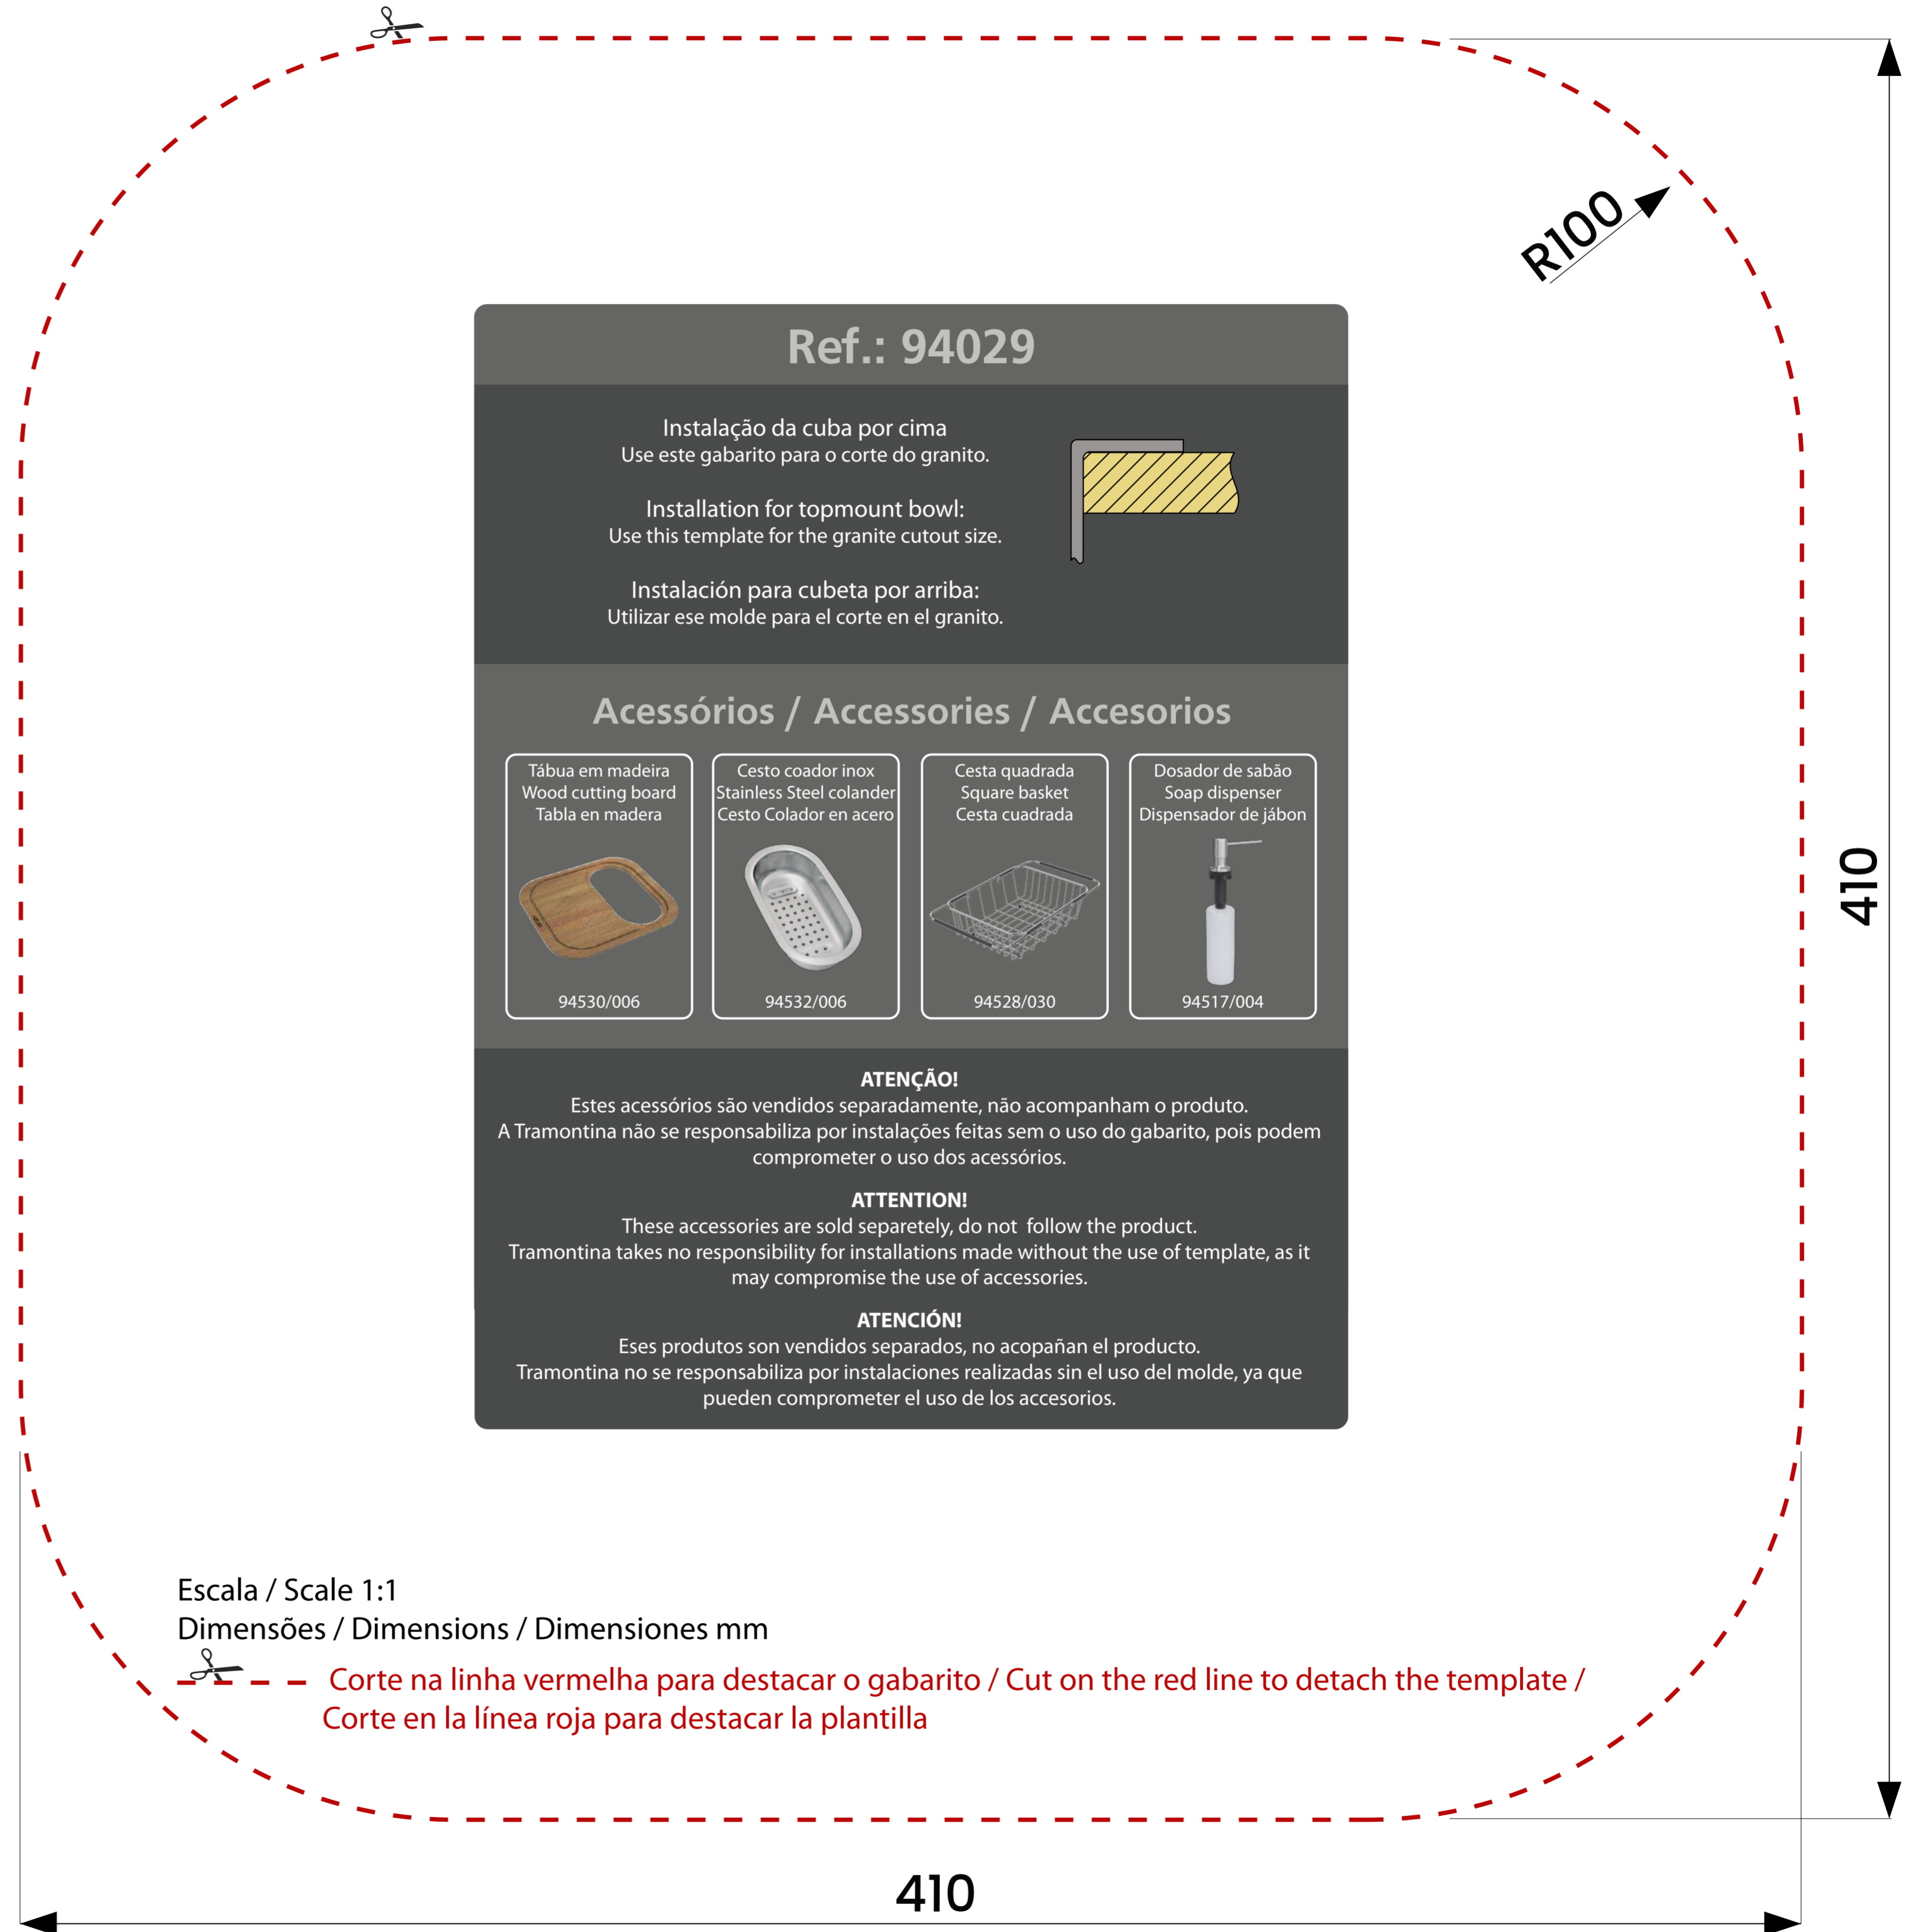 R100
Ref.: 94029
Instalação da cuba por cima
Use este gabarito para o corte do granito.
Installation for topmount bowl:
Use this template for the granite cutout size.
Instalación para cubeta por arriba:
Utilizar ese molde para el corte en el granito.
Acessórios / Accessories / Accesorios
Tábua em madeira
Wood cutting board
Tabla en madera
94530/006
Cesto coador inox
Stainless Steel colander
Cesto Colador en acero
94532/006
Cesta quadrada
Square basket
Cesta cuadrada
94528/030
Dosador de sabão
Soap dispenser
Dispensador de jábon
94517/004
410
ATENÇÃO!
Estes acessórios são vendidos separadamente, não acompanham o produto.
A Tramontina não se responsabiliza por instalações feitas sem o uso do gabarito, pois podem
comprometer o uso dos acessórios.
ATTENTION!
These accessories are sold separetely, do not follow the product.
Tramontina takes no responsibility for installations made without the use of template, as it
may compromise the use of accessories.
ATENCIÓN!
Eses produtos son vendidos separados, no acopañan el producto.
Tramontina no se responsabiliza por instalaciones realizadas sin el uso del molde, ya que
pueden comprometer el uso de los accesorios.
Escala / Scale 1:1
Dimensões / Dimensions / Dimensiones mm
Corte na linha vermelha para destacar o gabarito / Cut on the red line to detach the template /
Corte en la línea roja para destacar la plantilla
410